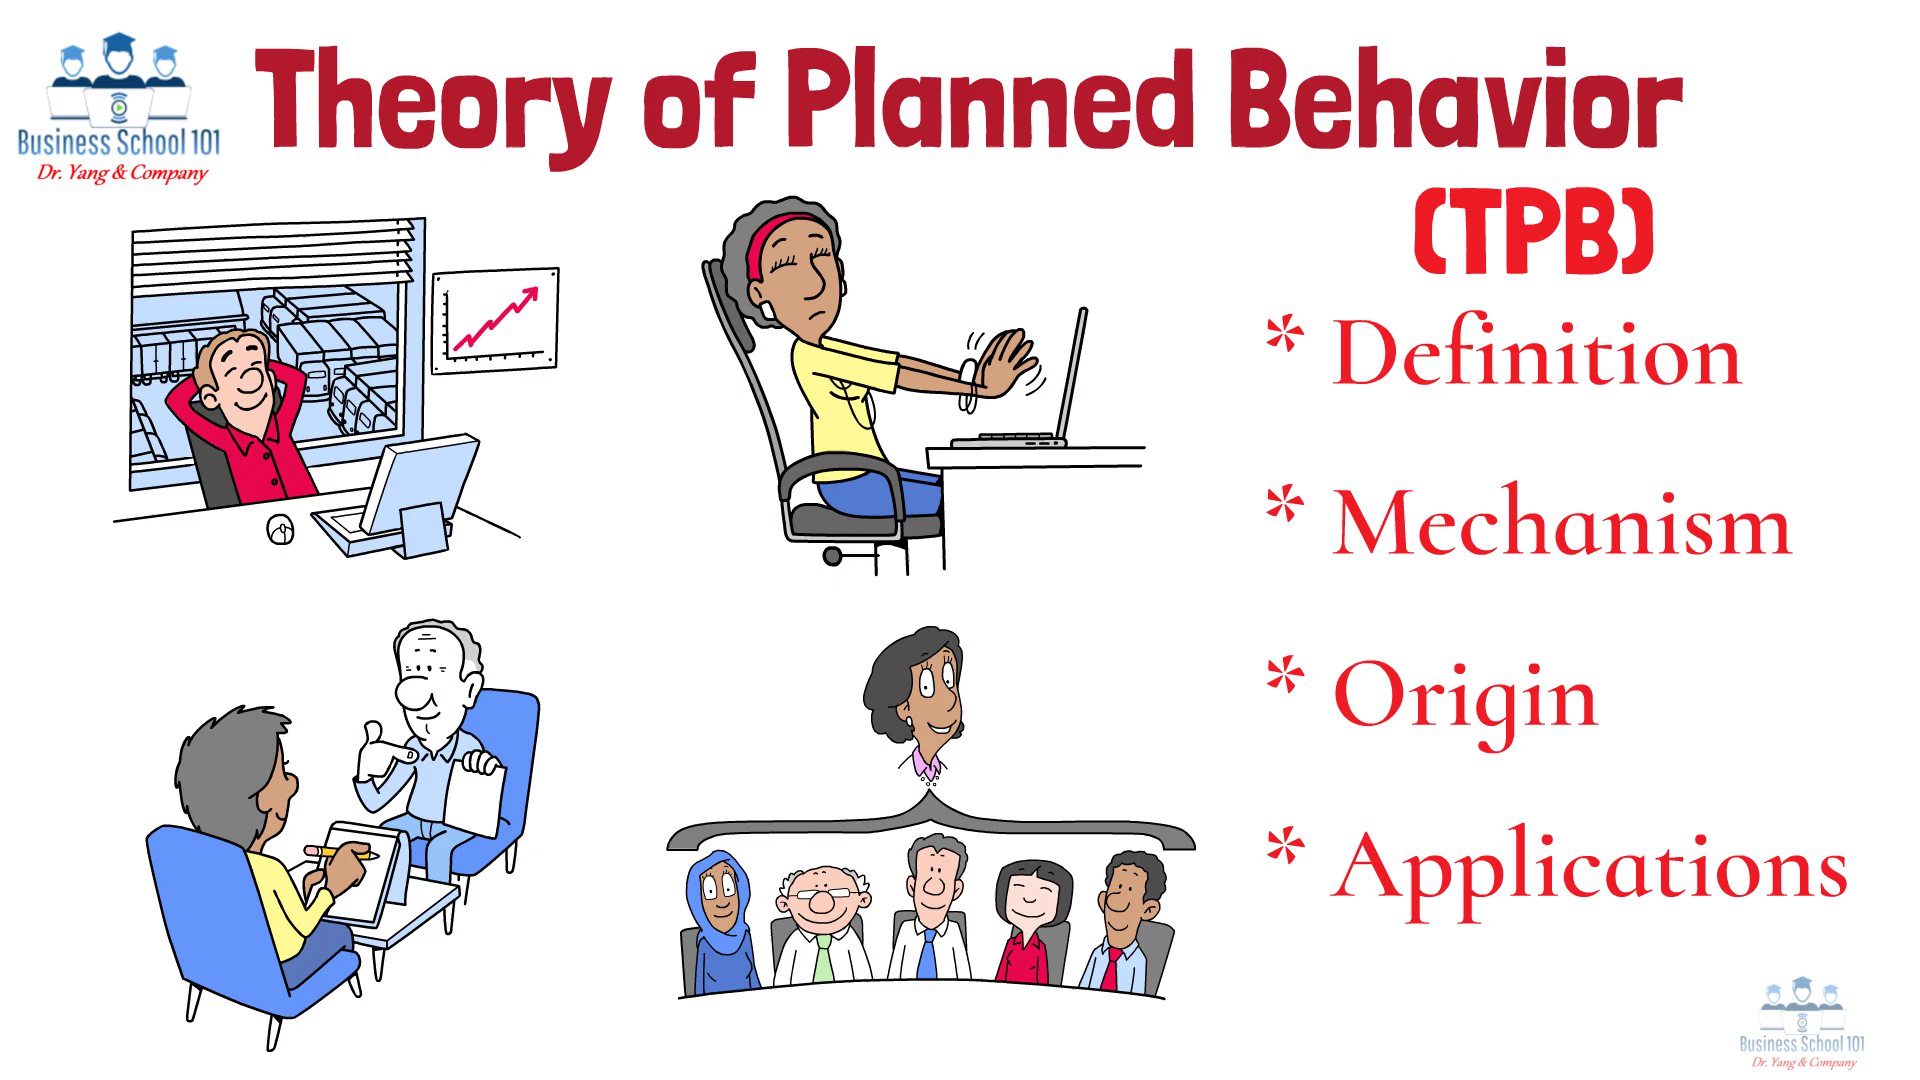 Theory of Planned Behavior
(TPB)
Business School 101
Dr. Yang & Company
* Definition
* Mechanism
* Origin
* Applications
Business School 101
Dr. Yang & Company